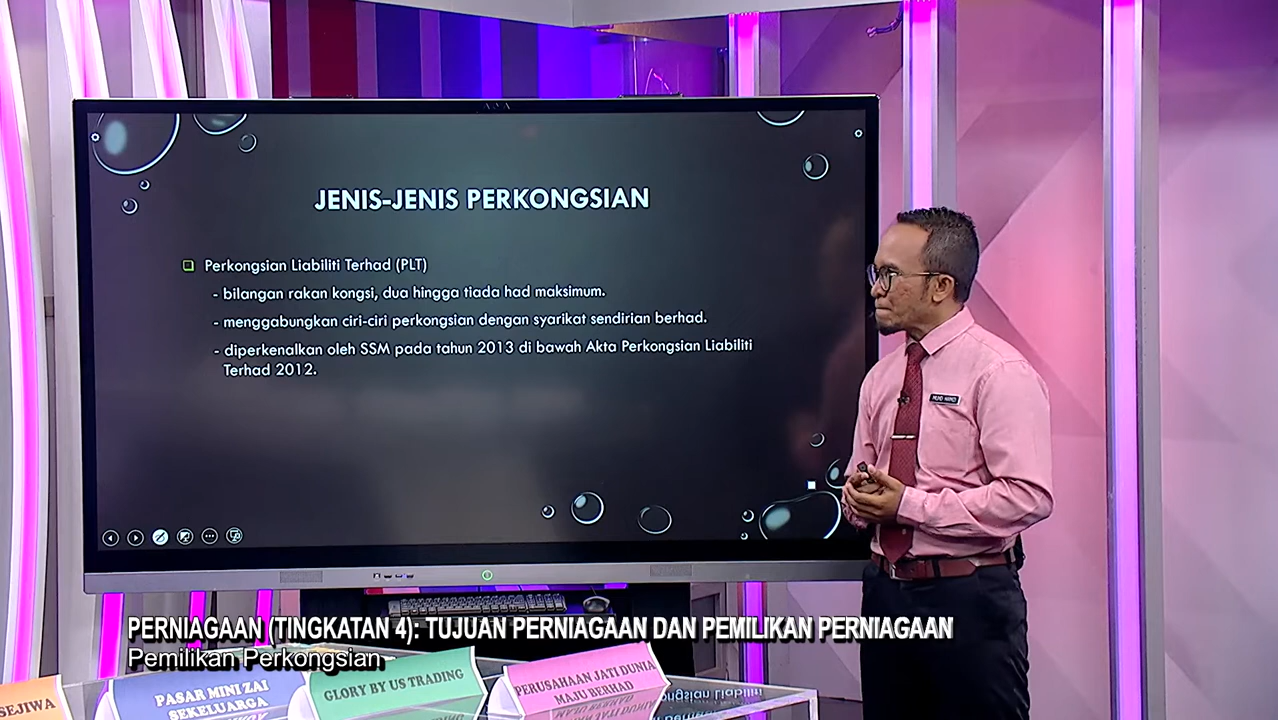 JENIS-JENIS PERKONGSIAN
Perkongsian Liabiliti Terhad (PLT)
- bilangan rakan kongsi, dua hingga tiada had maksimum.
- menggabungkan ciri-ciri perkongsian dengan syarikat sendirian berhad.
- diperkenalkan oleh SSM pada tahun 2013 di bawah Akta Perkongsian Liabiliti
Terhad 2012.
PERNIAGAAN (TINGKATAN 4): TUJUAN PERNIAGAAN DAN PEMILIKAN PERNIAGAAN
Pemilikan Perkongsian
SEJIWA
PASAR MINI ZAI
SEKELUARGA
GLORY BY US TRADING
PERUSAHAAN JATI DUNIA
MAJU BERHAD